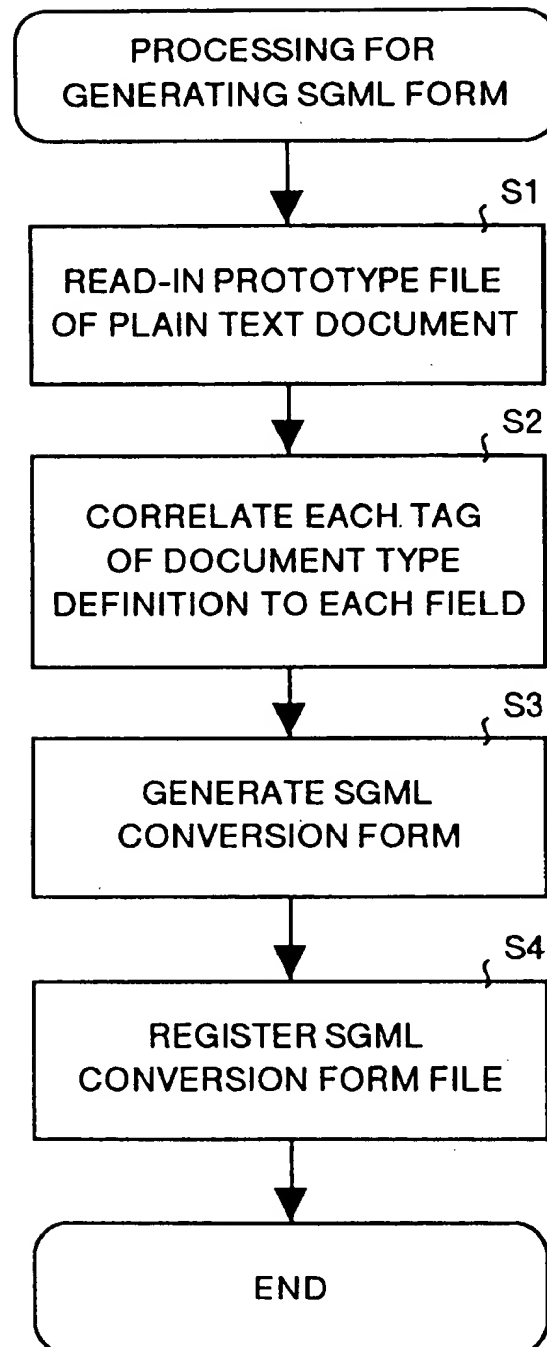 PROCESSING FOR
GENERATING SGML FORM
S1
READ-IN PROTOTYPE FILE
OF PLAIN TEXT DOCUMENT
S2
CORRELATE EACH TAG
OF DOCUMENT TYPE
DEFINITION TO EACH FIELD
S3
GENERATE SGML
CONVERSION FORM
S4
REGISTER SGML
CONVERSION FORM FILE
END